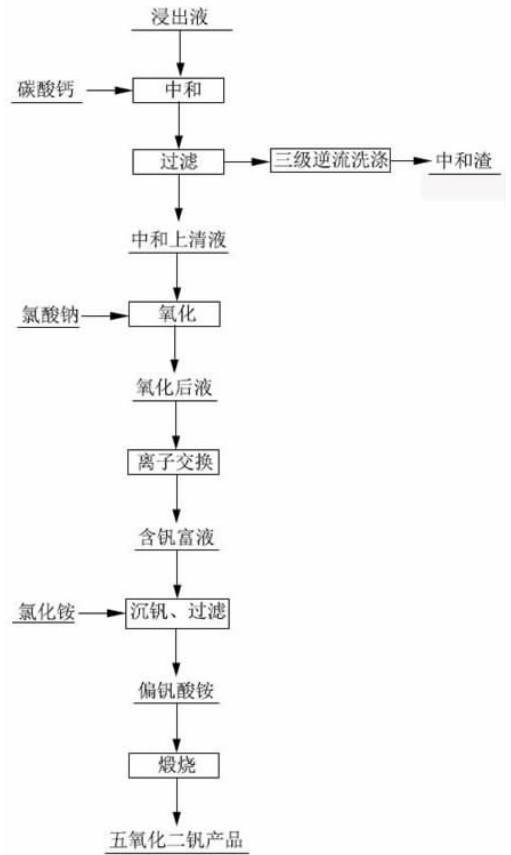 浸出液
碳酸钙
中和
过滤
三级逆流洗涤
中和渣
中和上清液
氯酸钠
氧化
氧化后液
离子交换
含钒富液
氯化铵
沉钒、过滤
偏钒酸铵
煅烧
五氧化二钒产品